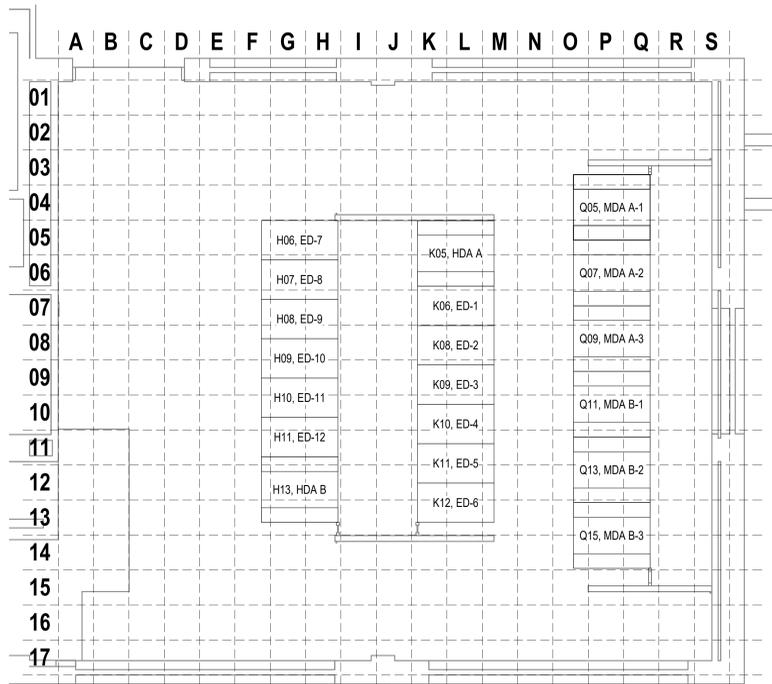 A B C D E F G H I J K L M N O P Q R S
01
02
03
04
05
06
07
08
09
10
11
12
13
14
15
16
17
H06, ED-7
H07, ED-8
H08, ED-9
H09, ED-10
H10, ED-11
H11, ED-12
H13, HDA B
K05, HDA A
K06, ED-1
K08, ED-2
K09, ED-3
K10, ED-4
K11, ED-5
K12, ED-6
Q05, MDA A-1
Q07, MDA A-2
Q09, MDA A-3
Q11, MDA B-1
Q13, MDA B-2
Q15, MDA B-3